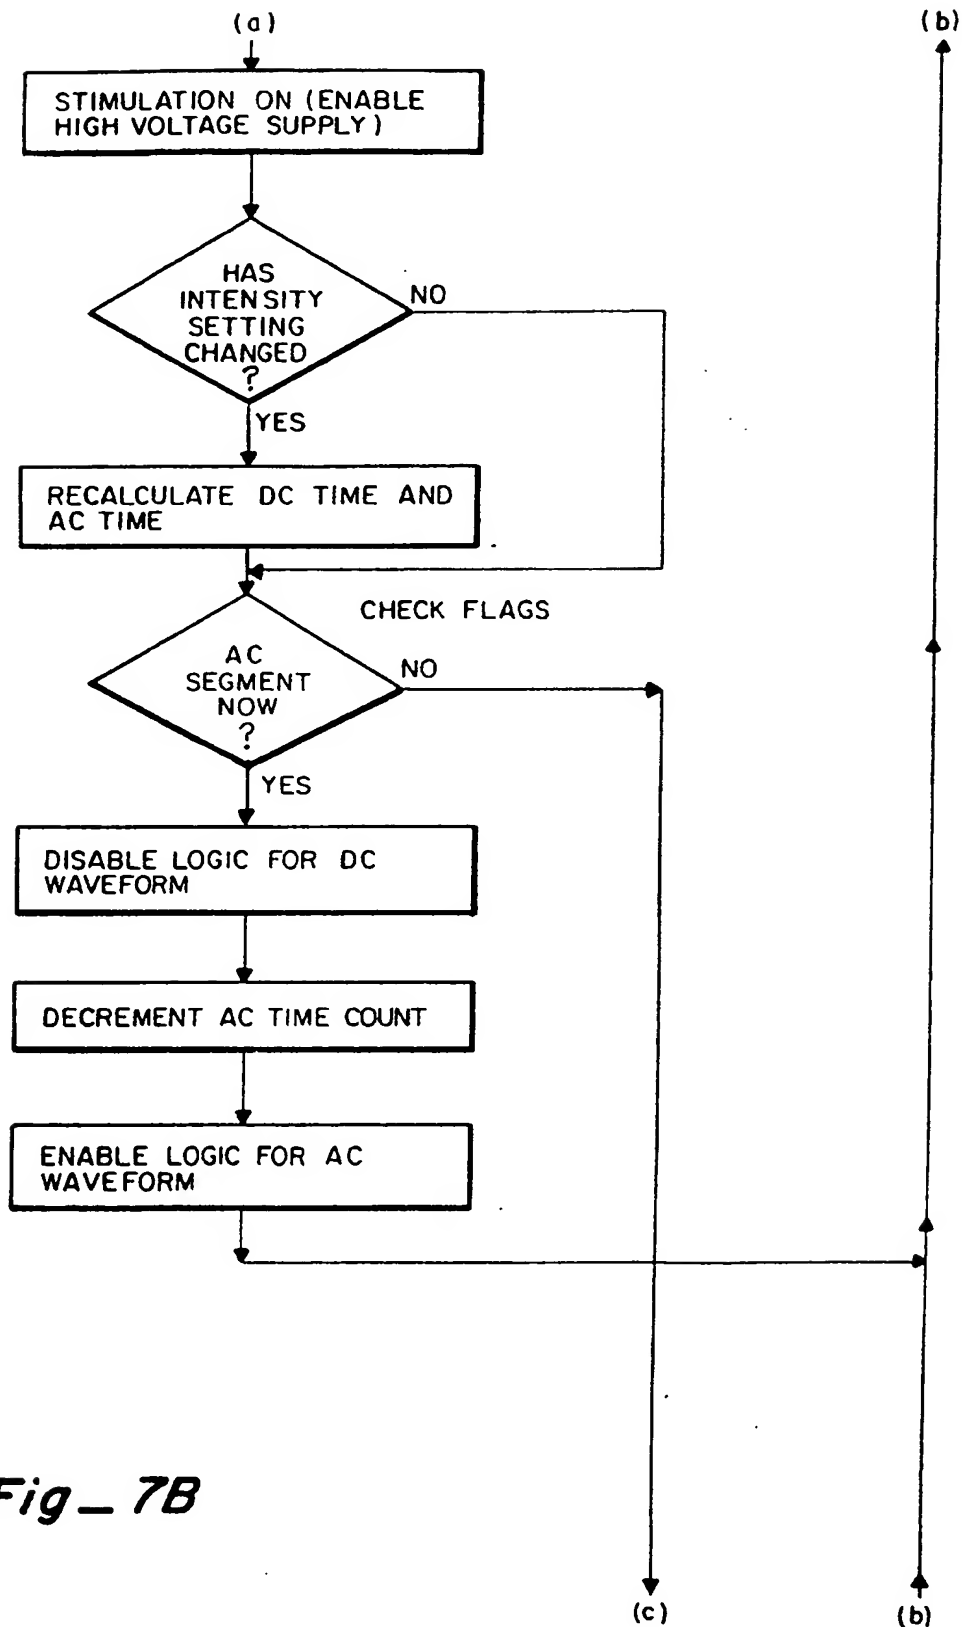 (a)
(b)
STIMULATION ON (ENABLE
HIGH VOLTAGE SUPPLY)
HAS
INTENSITY
SETTING
CHANGED
?
NO
YES
RECALCULATE DC TIME AND
AC TIME
CHECK FLAGS
AC
SEGMENT
NOW
?
NO
YES
DISABLE LOGIC FOR DC
WAVEFORM
DECREMENT AC TIME COUNT
ENABLE LOGIC FOR AC
WAVEFORM
Fig_7B
(c)
(b)